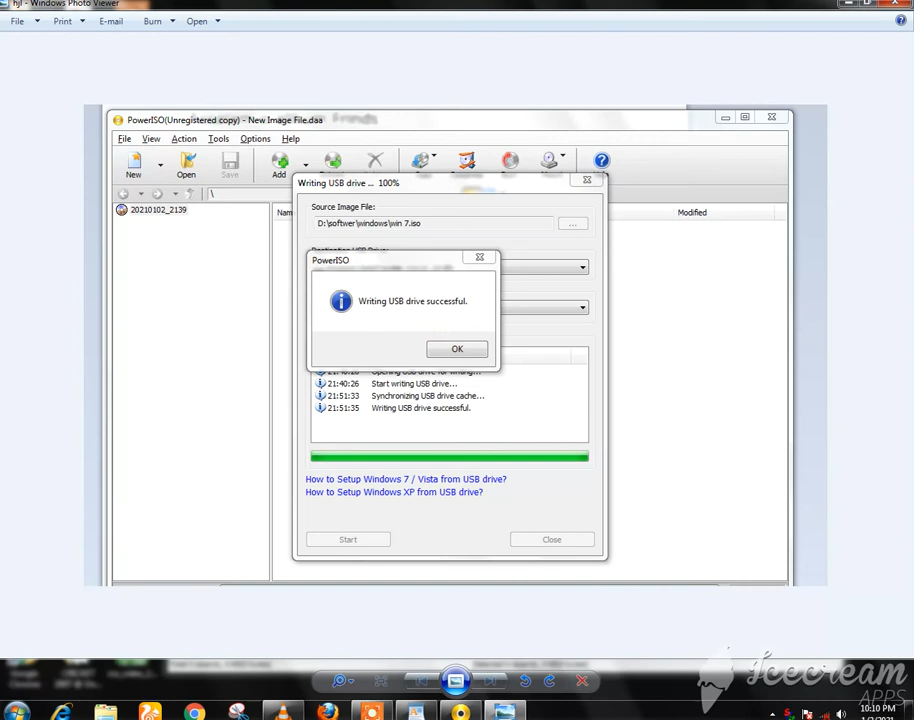 hjl - Windows Photo Viewer
File Print E-mail Burn Open
PowerISO(Unregistered copy) - New Image File.daa
File View Action Tools Options Help
New Open Save Add
20210102_2139
\
Modified
Writing USB drive ... 100%
Source Image File:
D:\softwer\windows\win 7.iso
...
PowerISO
Writing USB drive successful.
OK
21:40:26 Start writing USB drive...
21:51:33 Synchronizing USB drive cache...
21:51:35 Writing USB drive successful.
How to Setup Windows 7 / Vista from USB drive?
How to Setup Windows XP from USB drive?
Start Close
Icecream
APPS
10:10 PM